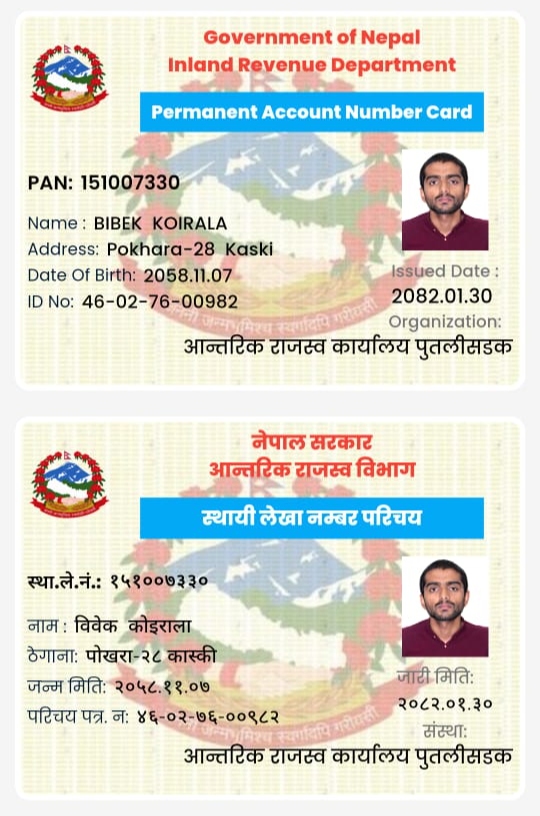 Government of Nepal
Inland Revenue Department
Permanent Account Number Card
PAN: 151007330
Name : BIBEK KOIRALA
Address: Pokhara-28 Kaski
Date Of Birth: 2058.11.07
ID No: 46-02-76-00982
Issued Date :
2082.01.30
Organization:
आन्तरिक राजस्व कार्यालय पुतलीसडक
जननी जन्मभूमिश्च स्वर्गादपि गरीयसी
नेपाल सरकार
आन्तरिक राजस्व विभाग
स्थायी लेखा नम्बर परिचय
स्था.ले.नं.: १५१००७३३०
नाम : विवेक कोइराला
ठेगाना: पोखरा-२८ कास्की
जन्म मिति: २०५८.११.०७
परिचय पत्र. न: ४६-०२-७६-००९८२
जारी मिति:
२०८२.०१.३०
संस्था:
आन्तरिक राजस्व कार्यालय पुतलीसडक
जननी जन्मभूमिश्च स्वर्गादपि गरीयसी